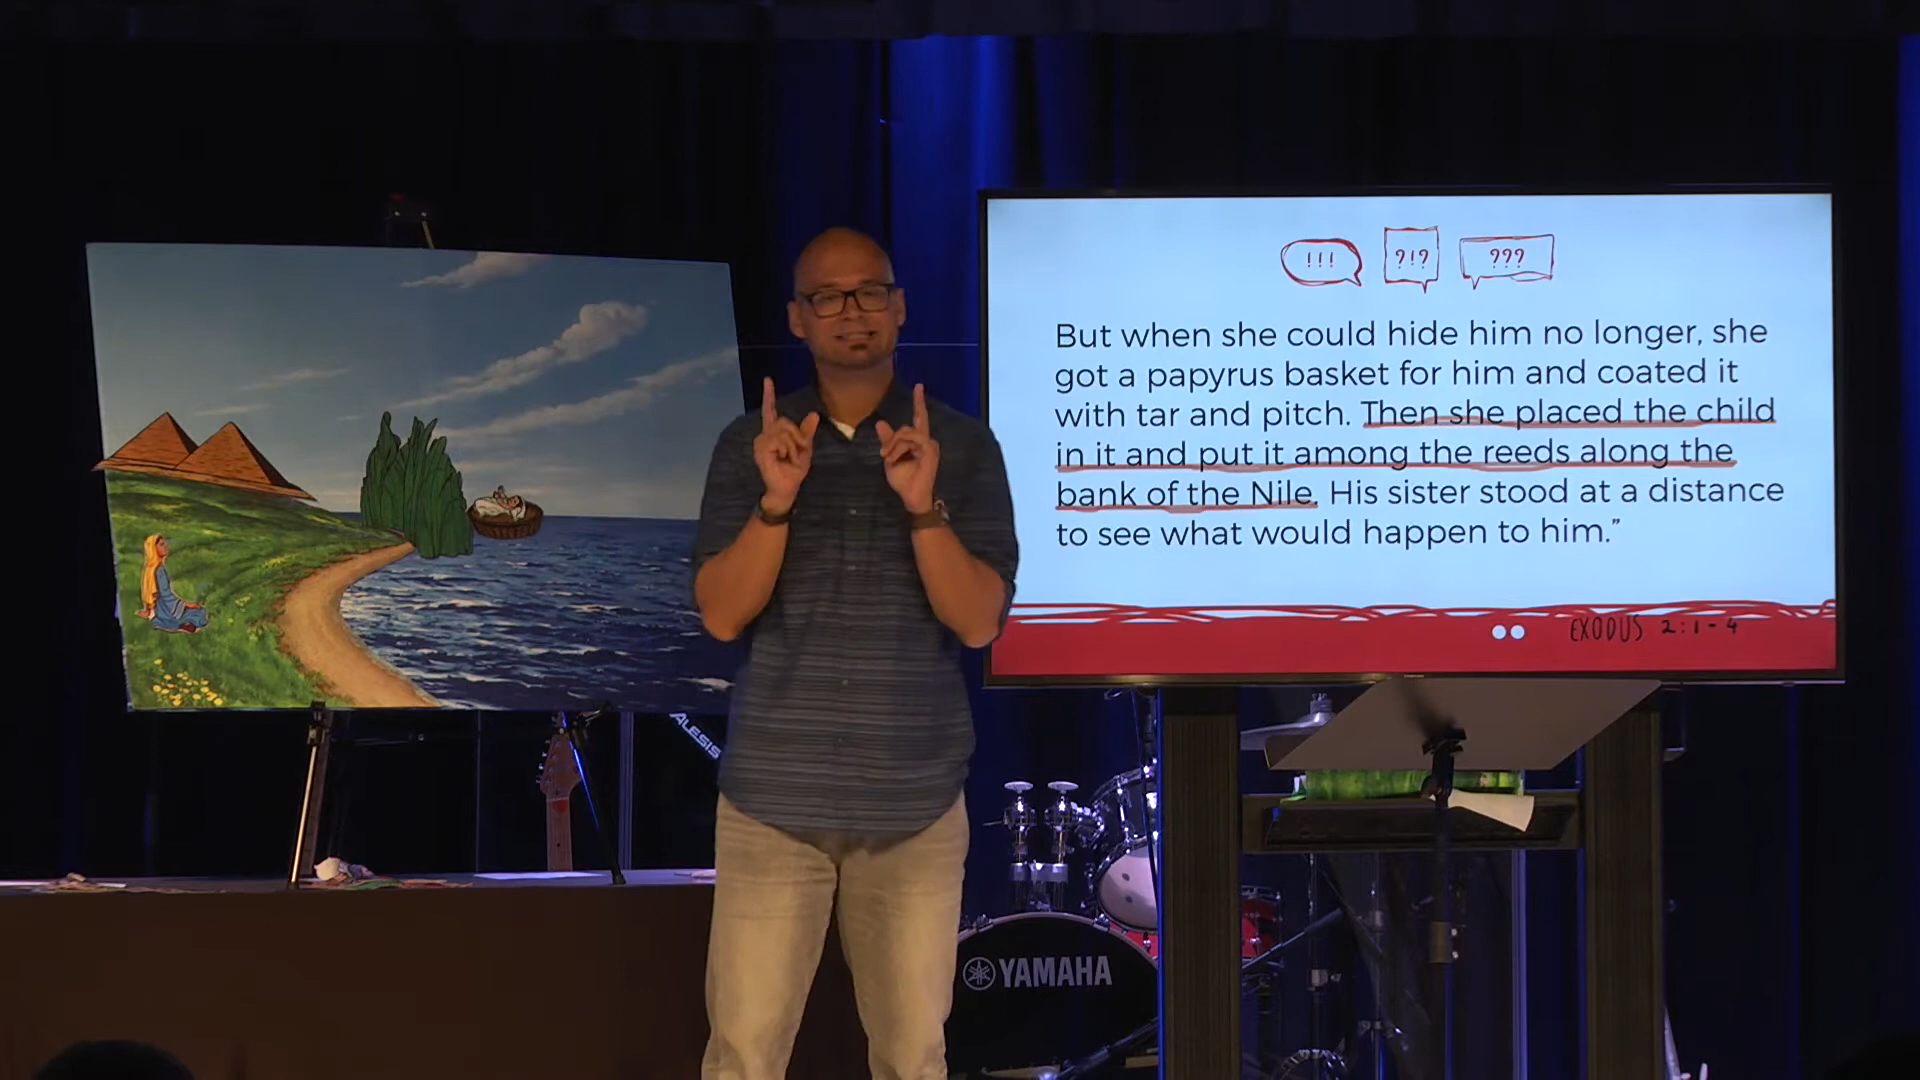 !!!
?!?
???
But when she could hide him no longer, she
got a papyrus basket for him and coated it
with tar and pitch. Then she placed the child
in it and put it among the reeds along the
bank of the Nile. His sister stood at a distance
to see what would happen to him.”
EXODUS 2:1-4
ALESIS
YAMAHA